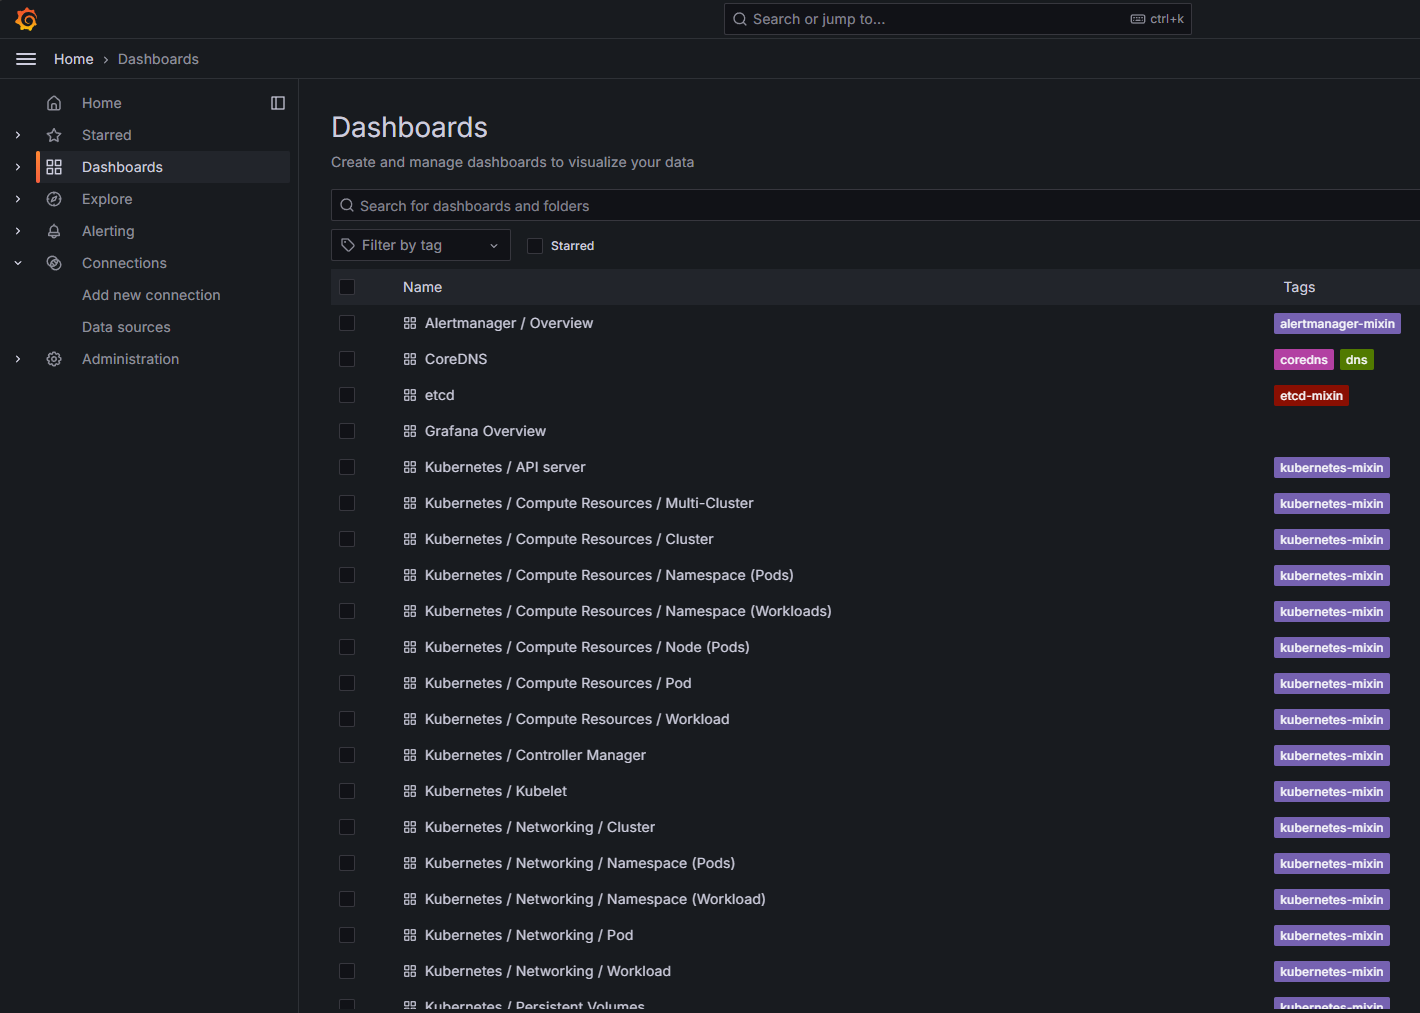 Search or jump to...
ctrl+k
Home › Dashboards
Home
Starred
Dashboards
Explore
Alerting
Connections
Add new connection
Data sources
Administration
Dashboards
Create and manage dashboards to visualize your data
Search for dashboards and folders
Filter by tag
Starred
Name Tags
Alertmanager / Overview alertmanager-mixin
CoreDNS coredns dns
etcd etcd-mixin
Grafana Overview
Kubernetes / API server kubernetes-mixin
Kubernetes / Compute Resources / Multi-Cluster kubernetes-mixin
Kubernetes / Compute Resources / Cluster kubernetes-mixin
Kubernetes / Compute Resources / Namespace (Pods) kubernetes-mixin
Kubernetes / Compute Resources / Namespace (Workloads) kubernetes-mixin
Kubernetes / Compute Resources / Node (Pods) kubernetes-mixin
Kubernetes / Compute Resources / Pod kubernetes-mixin
Kubernetes / Compute Resources / Workload kubernetes-mixin
Kubernetes / Controller Manager kubernetes-mixin
Kubernetes / Kubelet kubernetes-mixin
Kubernetes / Networking / Cluster kubernetes-mixin
Kubernetes / Networking / Namespace (Pods) kubernetes-mixin
Kubernetes / Networking / Namespace (Workload) kubernetes-mixin
Kubernetes / Networking / Pod kubernetes-mixin
Kubernetes / Networking / Workload kubernetes-mixin
Kubernetes / Persistent Volumes kubernetes-mixin